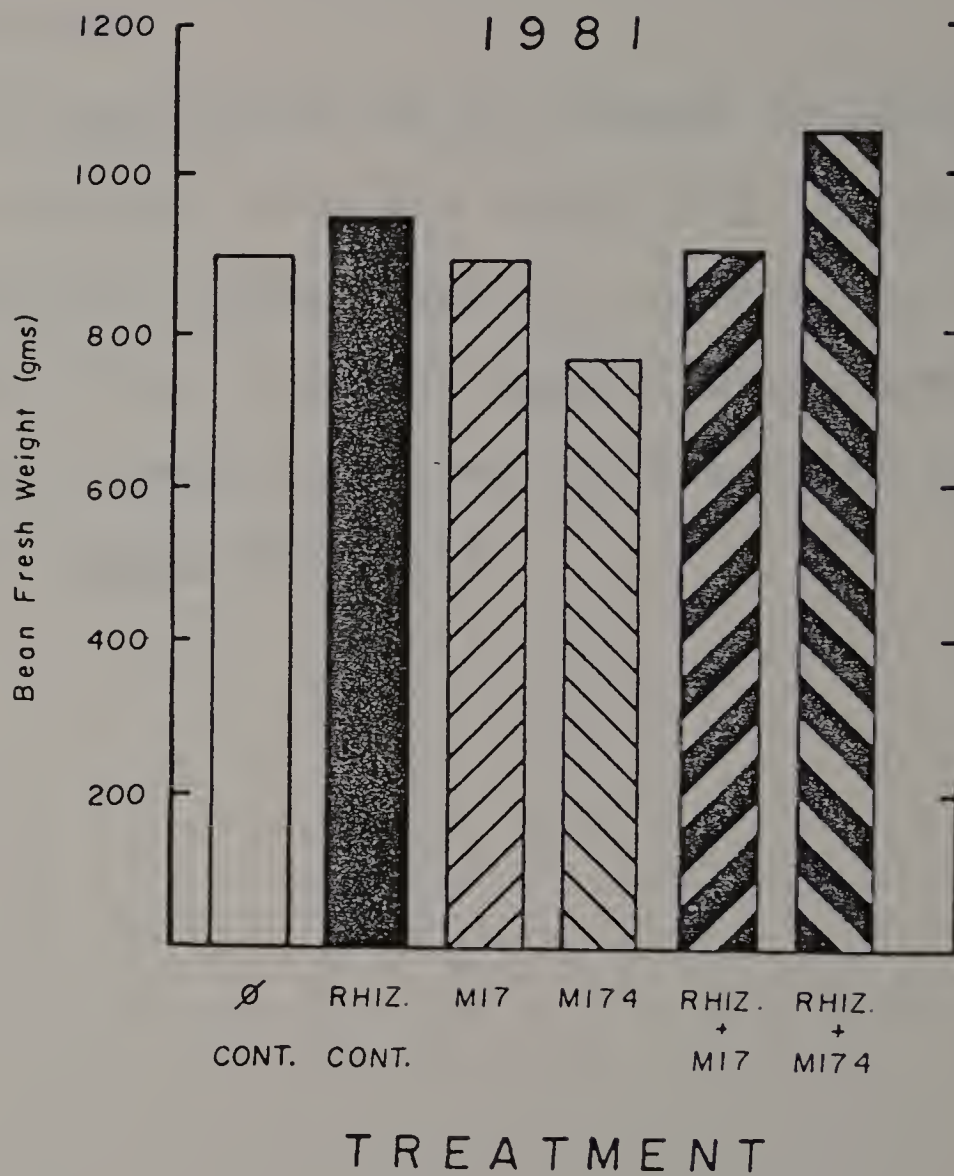 1981
1200
1000
800
600
400
200
Bean Fresh Weight (gms)
Ø RHIZ. M17 M174 RHIZ. RHIZ.
+ +
CONT. CONT. M17 M174
TREATMENT